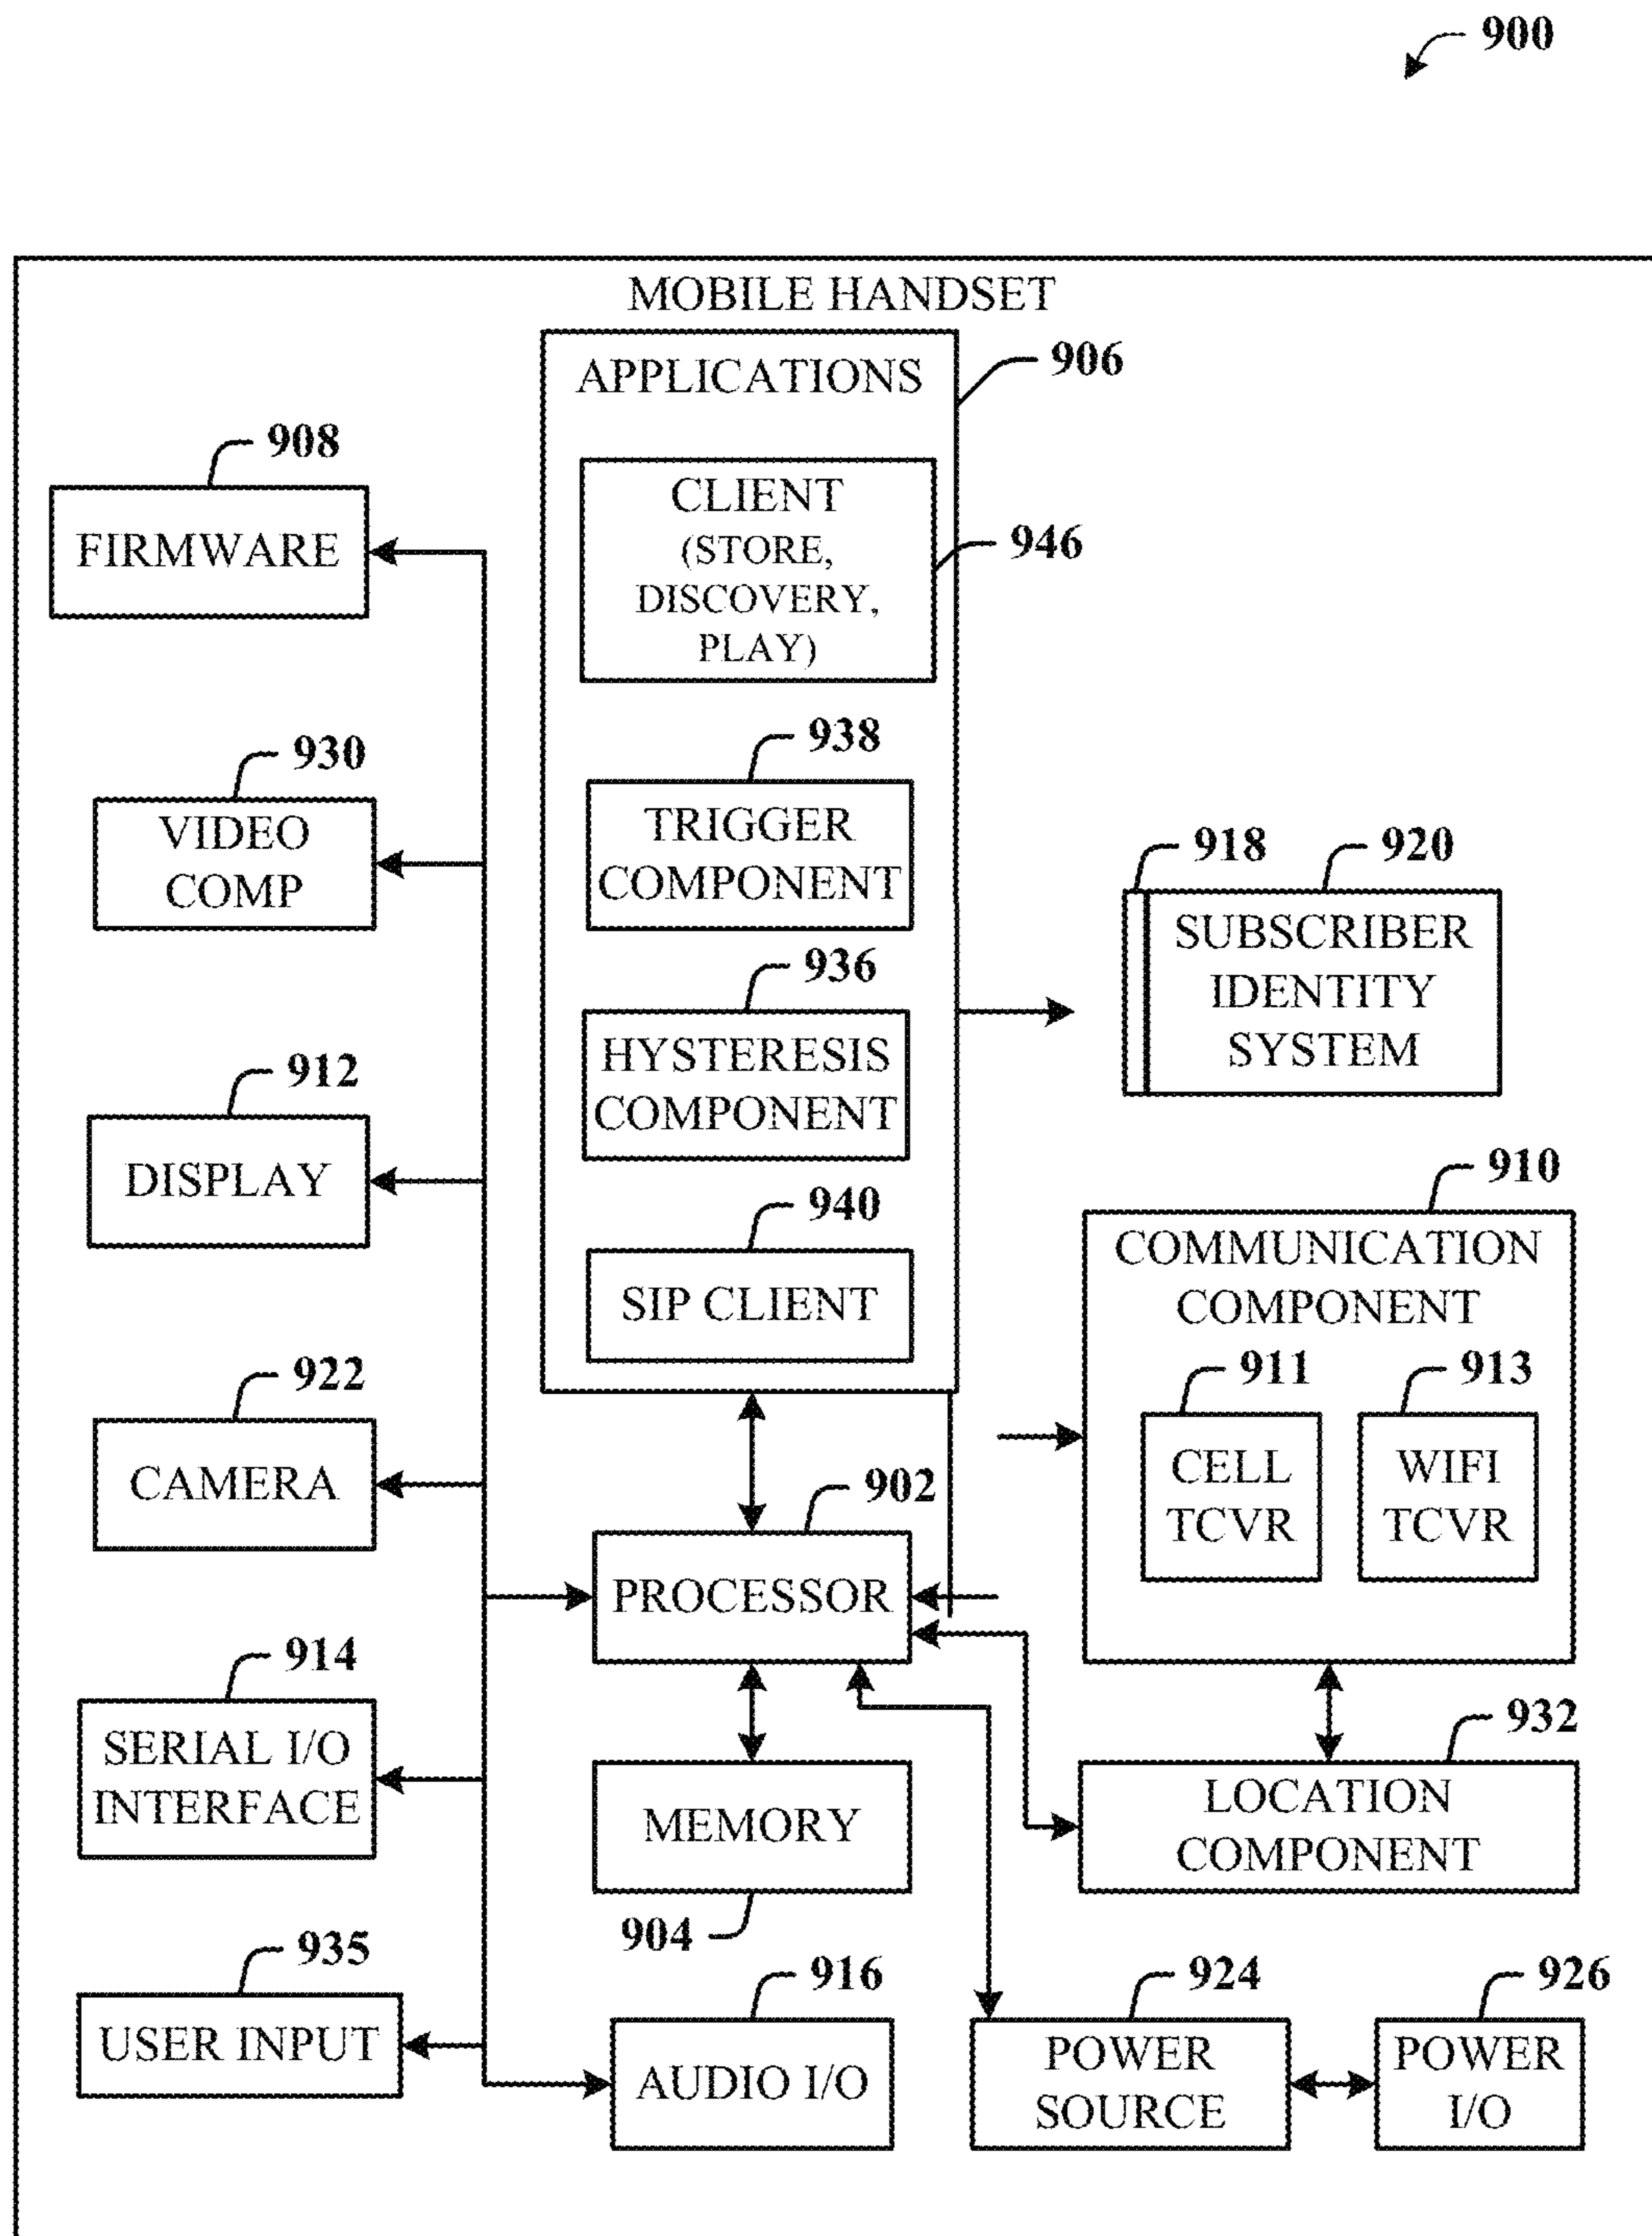 900
MOBILE HANDSET
APPLICATIONS
906
CLIENT
(STORE,
DISCOVERY,
PLAY)
946
938
TRIGGER
COMPONENT
936
HYSTERESIS
COMPONENT
940
SIP CLIENT
908
FIRMWARE
930
VIDEO
COMP
912
DISPLAY
922
CAMERA
914
SERIAL I/O
INTERFACE
935
USER INPUT
902
PROCESSOR
MEMORY
904
916
AUDIO I/O
918
920
SUBSCRIBER
IDENTITY
SYSTEM
910
COMMUNICATION
COMPONENT
911
CELL
TCVR
913
WIFI
TCVR
932
LOCATION
COMPONENT
924
POWER
SOURCE
926
POWER
I/O